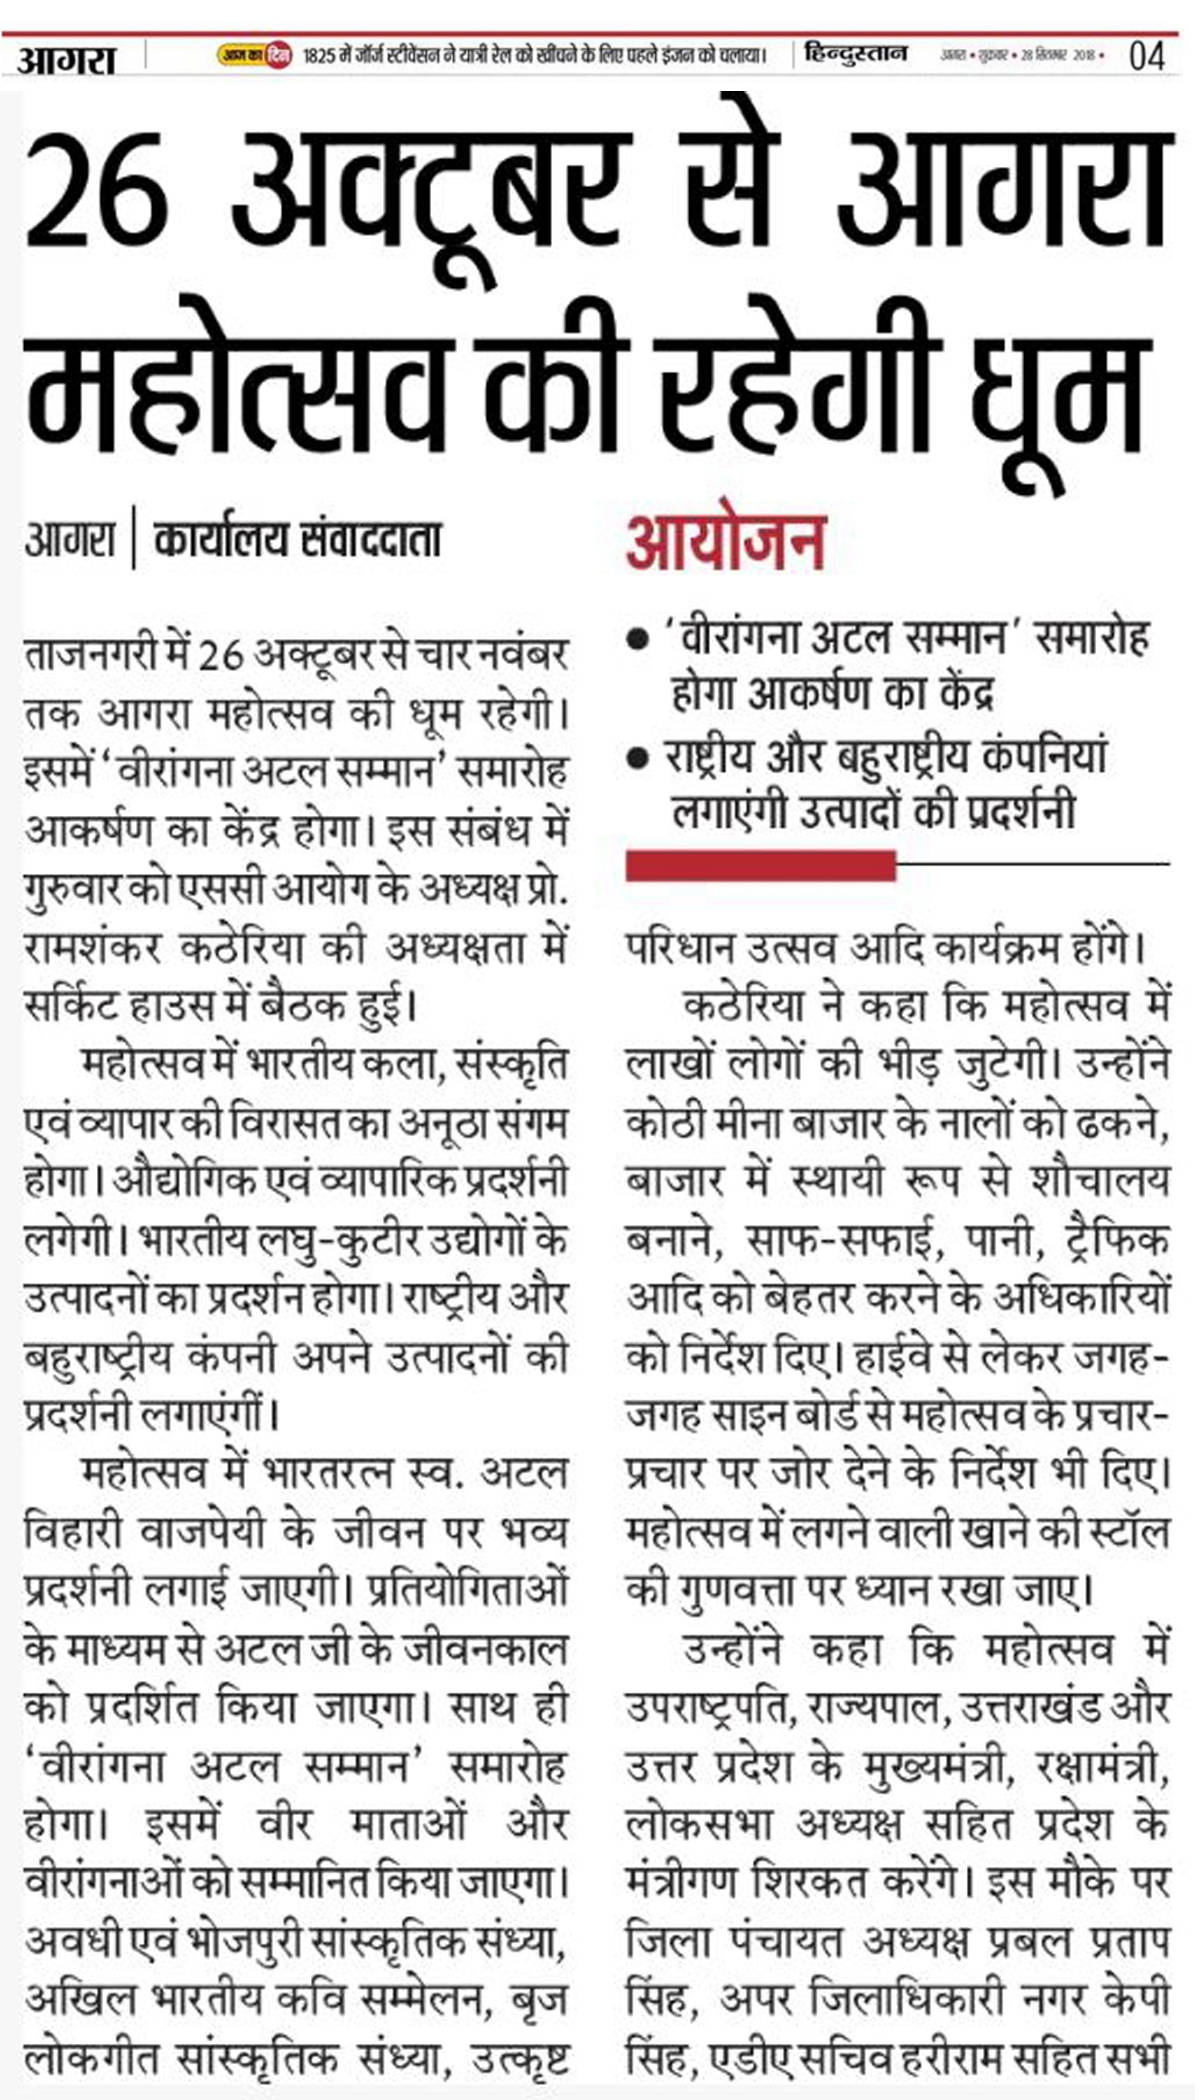 आगरा
आज का दिन 1825 में जॉर्ज स्टीवेंसन ने यात्री रेल को खींचने के लिए पहले इंजन को चलाया। हिन्दुस्तान आगरा • शुक्रवार • 28 सितम्बर 2018 • 04
26 अक्टूबर से आगरा
महोत्सव की रहेगी धूम
आगरा | कार्यालय संवाददाता
ताजनगरी में 26 अक्टूबर से चार नवंबर
तक आगरा महोत्सव की धूम रहेगी।
इसमें ‘वीरांगना अटल सम्मान’ समारोह
आकर्षण का केंद्र होगा। इस संबंध में
गुरुवार को एससी आयोग के अध्यक्ष प्रो.
रामशंकर कठेरिया की अध्यक्षता में
सर्किट हाउस में बैठक हुई।
महोत्सव में भारतीय कला, संस्कृति
एवं व्यापार की विरासत का अनूठा संगम
होगा। औद्योगिक एवं व्यापारिक प्रदर्शनी
लगेगी। भारतीय लघु-कुटीर उद्योगों के
उत्पादनों का प्रदर्शन होगा। राष्ट्रीय और
बहुराष्ट्रीय कंपनी अपने उत्पादनों की
प्रदर्शनी लगाएंगीं।
महोत्सव में भारतरत्न स्व. अटल
विहारी वाजपेयी के जीवन पर भव्य
प्रदर्शनी लगाई जाएगी। प्रतियोगिताओं
के माध्यम से अटल जी के जीवनकाल
को प्रदर्शित किया जाएगा। साथ ही
‘वीरांगना अटल सम्मान’ समारोह
होगा। इसमें वीर माताओं और
वीरांगनाओं को सम्मानित किया जाएगा।
अवधी एवं भोजपुरी सांस्कृतिक संध्या,
अखिल भारतीय कवि सम्मेलन, बृज
लोकगीत सांस्कृतिक संध्या, उत्कृष्ट
आयोजन
● ‘वीरांगना अटल सम्मान’ समारोह
होगा आकर्षण का केंद्र
● राष्ट्रीय और बहुराष्ट्रीय कंपनियां
लगाएंगी उत्पादों की प्रदर्शनी
परिधान उत्सव आदि कार्यक्रम होंगे।
कठेरिया ने कहा कि महोत्सव में
लाखों लोगों की भीड़ जुटेगी। उन्होंने
कोठी मीना बाजार के नालों को ढकने,
बाजार में स्थायी रूप से शौचालय
बनाने, साफ-सफाई, पानी, ट्रैफिक
आदि को बेहतर करने के अधिकारियों
को निर्देश दिए। हाईवे से लेकर जगह-
जगह साइन बोर्ड से महोत्सव के प्रचार-
प्रचार पर जोर देने के निर्देश भी दिए।
महोत्सव में लगने वाली खाने की स्टॉल
की गुणवत्ता पर ध्यान रखा जाए।
उन्होंने कहा कि महोत्सव में
उपराष्ट्रपति, राज्यपाल, उत्तराखंड और
उत्तर प्रदेश के मुख्यमंत्री, रक्षामंत्री,
लोकसभा अध्यक्ष सहित प्रदेश के
मंत्रीगण शिरकत करेंगे। इस मौके पर
जिला पंचायत अध्यक्ष प्रबल प्रताप
सिंह, अपर जिलाधिकारी नगर केपी
सिंह, एडीए सचिव हरीराम सहित सभी